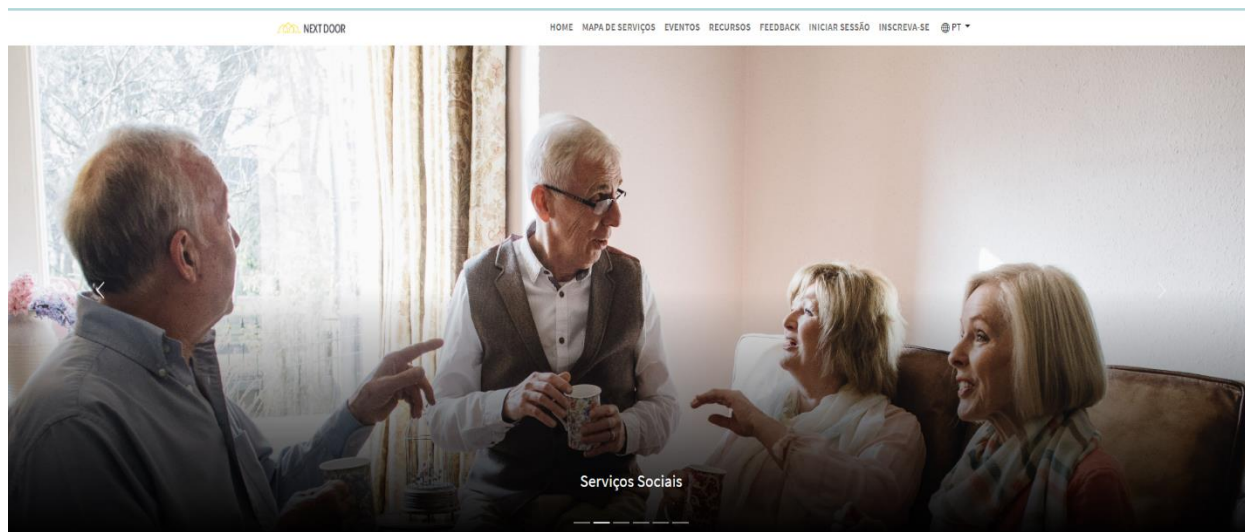 NEXT DOOR
HOME MAPA DE SERVIÇOS EVENTOS RECURSOS FEEDBACK INICIAR SESSÃO INSCREVA-SE PT
Serviços Sociais